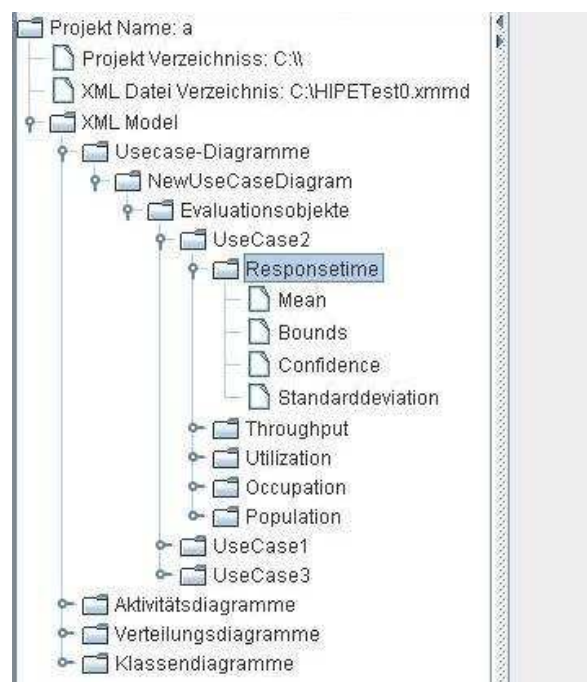 Projekt Name: a
Projekt Verzeichniss: C:\\
XML Datei Verzeichnis: C:\HIPETest0.xmmd
XML Model
Usecase-Diagramme
NewUseCaseDiagram
Evaluationsobjekte
UseCase2
Responsetime
Mean
Bounds
Confidence
Standarddeviation
Throughput
Utilization
Occupation
Population
UseCase1
UseCase3
Aktivitätsdiagramme
Verteilungsdiagramme
Klassendiagramme